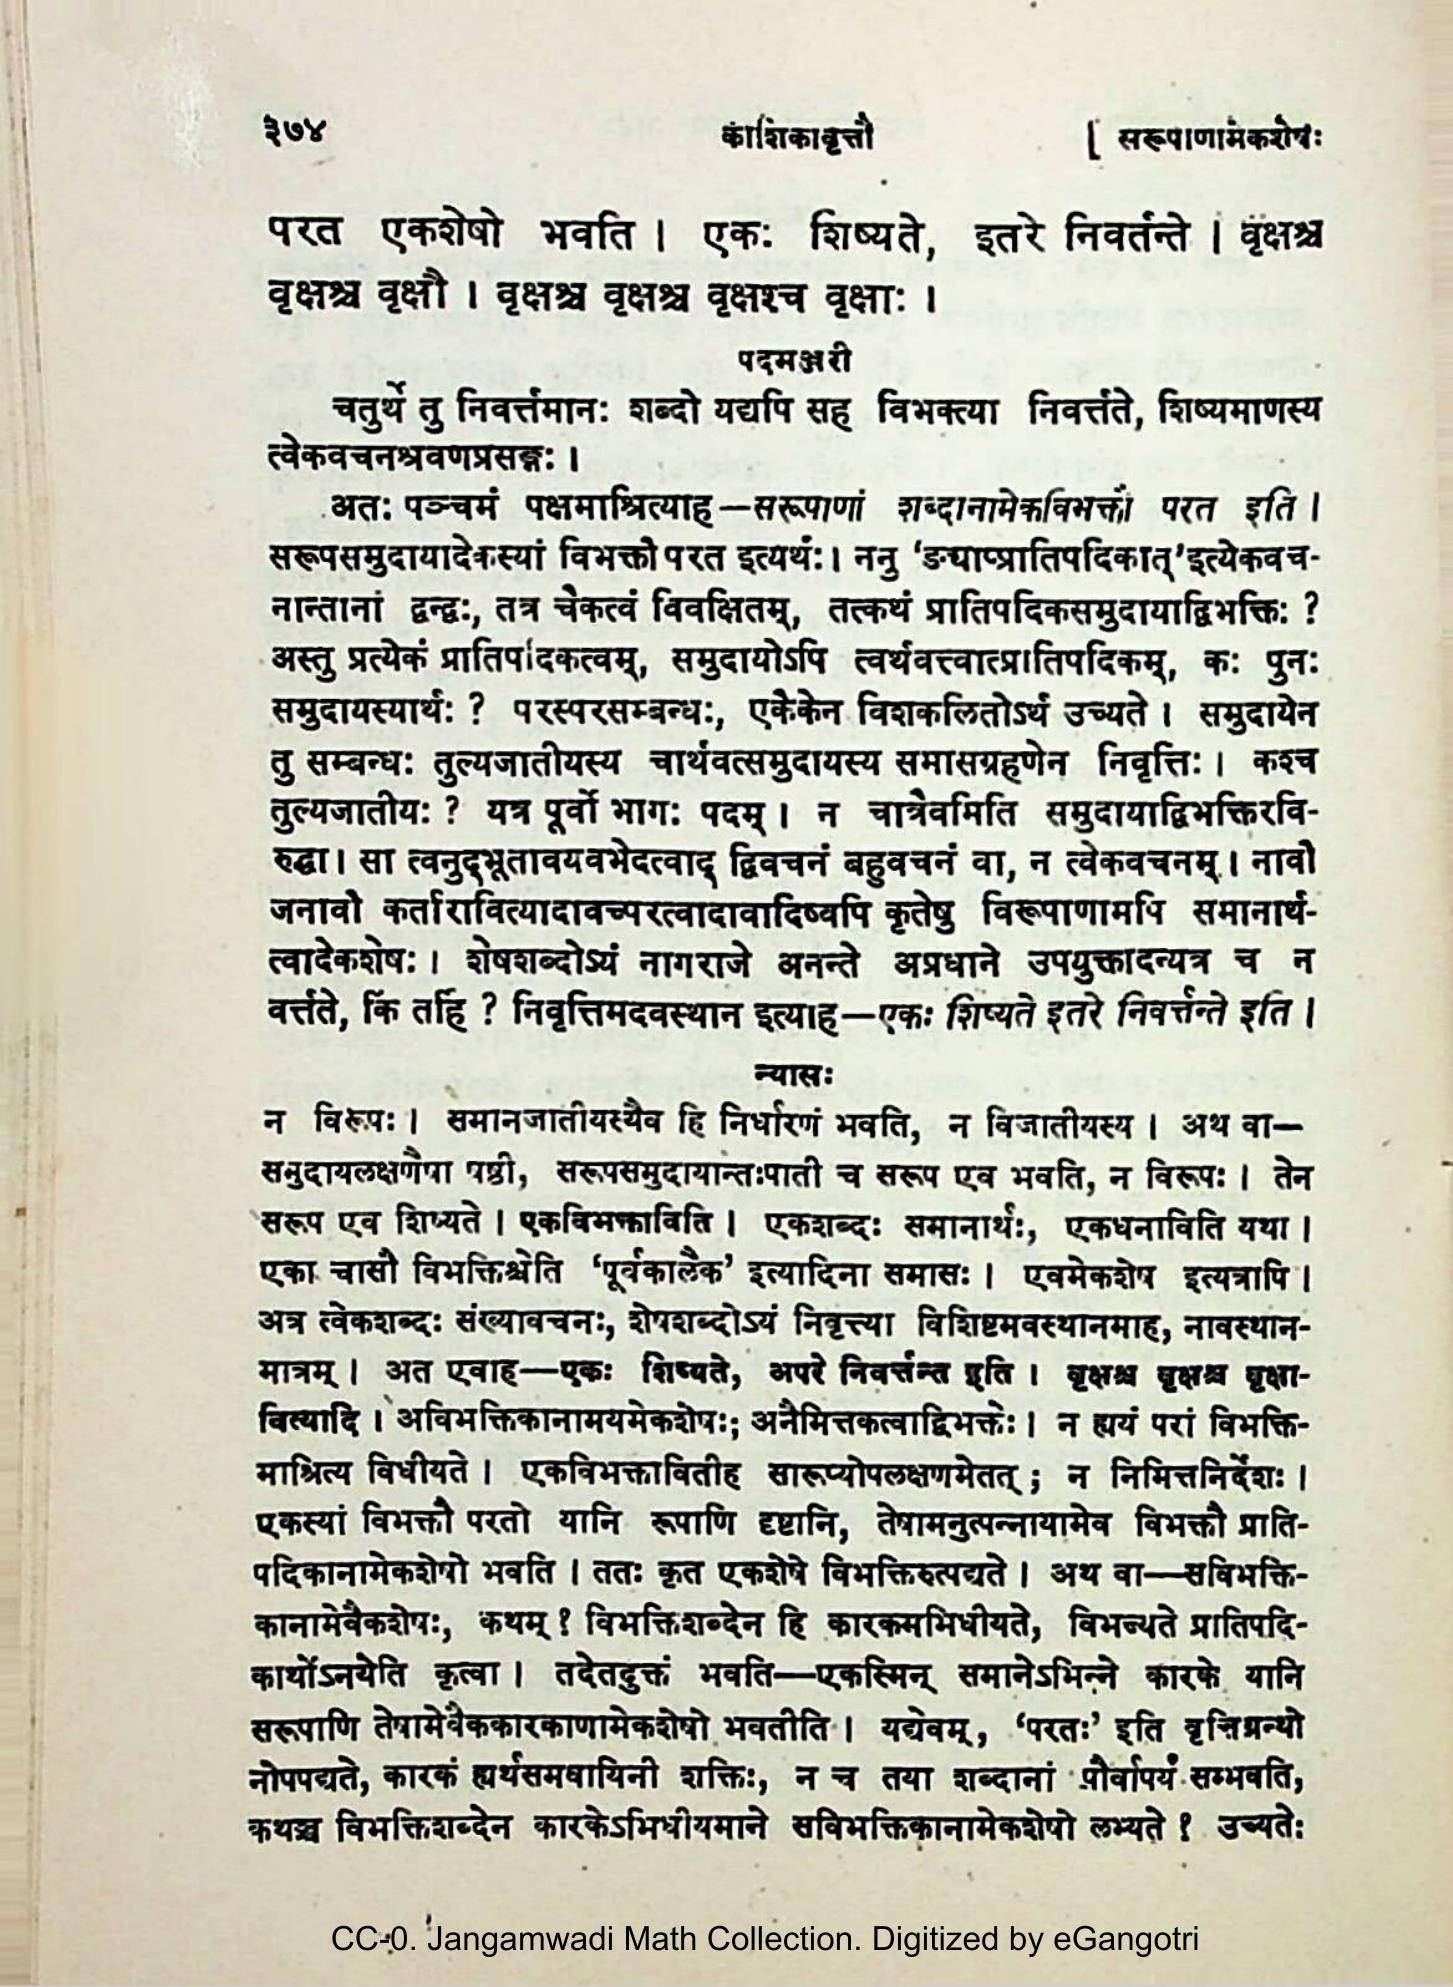 ३७४ काशिकावृत्तौ [ सरूपाणामेकशेषः
परत एकशेषो भवति । एकः शिष्यते, इतरे निवर्तन्ते । वृक्षश्च
वृक्षश्च वृक्षौ । वृक्षश्च वृक्षश्च वृक्षश्च वृक्षाः ।
पदमञ्जरी
चतुर्थे तु निवर्त्तमानः शब्दो यद्यपि सह विभक्त्या निवर्त्तते, शिष्यमाणस्य
त्वेकवचनश्रवणप्रसङ्गः ।
अतः पञ्चमं पक्षमाश्रित्याह—सरूपाणां शब्दानामेकविभक्तौ परत इति ।
सरूपसमुदायादेकस्यां विभक्तौ परत इत्यर्थः। ननु ‘ङ्याप्प्रातिपदिकात्’इत्येकवच-
नान्तानां द्वन्द्वः, तत्र चैकत्वं विवक्षितम्, तत्कथं प्रातिपदिकसमुदायाद्विभक्तिः ?
अस्तु प्रत्येकं प्रातिपदिकत्वम्, समुदायोऽपि त्वर्थवत्त्वात्प्रातिपदिकम्, कः पुनः
समुदायस्यार्थः ? परस्परसम्बन्धः, एकैकेन विशकलितोऽर्थ उच्यते । समुदायेन
तु सम्बन्धः तुल्यजातीयस्य चार्थवत्समुदायस्य समासग्रहणेन निवृत्तिः । कश्च
तुल्यजातीयः ? यत्र पूर्वो भागः पदम् । न चात्रैवमिति समुदायाद्विभक्तिरवि-
रुद्धा। सा त्वनुद्भूतावयवभेदत्वाद् द्विवचनं बहुवचनं वा, न त्वेकवचनम् । नावौ
जनावौ कर्तारावित्यादावच्परत्वादावादिष्वपि कृतेषु विरूपाणामपि समानार्थ-
त्वादेकशेषः । शेषशब्दोऽयं नागराजे अनन्ते अप्रधाने उपयुक्तादन्यत्र च न
वर्त्तते, किं तर्हि ? निवृत्तिमदवस्थान इत्याह—एकः शिष्यते इतरे निवर्त्तन्ते इति ।
न्यासः
न विरूपः । समानजातीयस्यैव हि निर्धारणं भवति, न विजातीयस्य । अथ वा—
समुदायलक्षणैषा षष्ठी, सरूपसमुदायान्तःपाती च सरूप एव भवति, न विरूपः । तेन
सरूप एव शिष्यते । एकविभक्ताविति । एकशब्दः समानार्थः, एकधनाविति यथा ।
एका चासौ विभक्तिश्चेति ‘पूर्वकालैक’ इत्यादिना समासः । एवमेकशेष इत्यत्रापि ।
अत्र त्वेकशब्दः संख्यावचनः, शेषशब्दोऽयं निवृत्त्या विशिष्टमवस्थानमाह, नावस्थान-
मात्रम् । अत एवाह—एकः शिष्यते, अपरे निवर्त्तन्त इति । वृक्षश्च वृक्षश्च वृक्षा-
वित्यादि । अविभक्तिकानामयमेकशेषः; अनैमित्तकत्वाद्विभक्तेः । न ह्ययं परां विभक्ति-
माश्रित्य विधीयते । एकविभक्तावितीह सारूप्योपलक्षणमेतत् ; न निमित्तनिर्देशः ।
एकस्यां विभक्तौ परतो यानि रूपाणि दृष्टानि, तेषामनुत्पन्नायामेव विभक्तौ प्राति-
पदिकानामेकशेषो भवति । ततः कृत एकशेषे विभक्तिरुत्पद्यते । अथ वा—सविभक्ति-
कानामेवैकशेषः, कथम् ? विभक्तिशब्देन हि कारकमभिधीयते, विभज्यते प्रातिपदि-
कार्थोऽनयेति कृत्वा । तदेतदुक्तं भवति—एकस्मिन् समानेऽभिन्ने कारके यानि
सरूपाणि तेषामेवैककारकाणामेकशेषो भवतीति । यद्येवम्, ‘परतः’ इति वृत्तिग्रन्थो
नोपपद्यते, कारकं ह्यर्थसमवायिनी शक्तिः, न च तया शब्दानां पौर्वापर्यं सम्भवति,
कथञ्च विभक्तिशब्देन कारकेऽभिधीयमाने सविभक्तिकानामेकशेषो लभ्यते ? उच्यतेः
CC-0. Jangamwadi Math Collection. Digitized by eGangotri